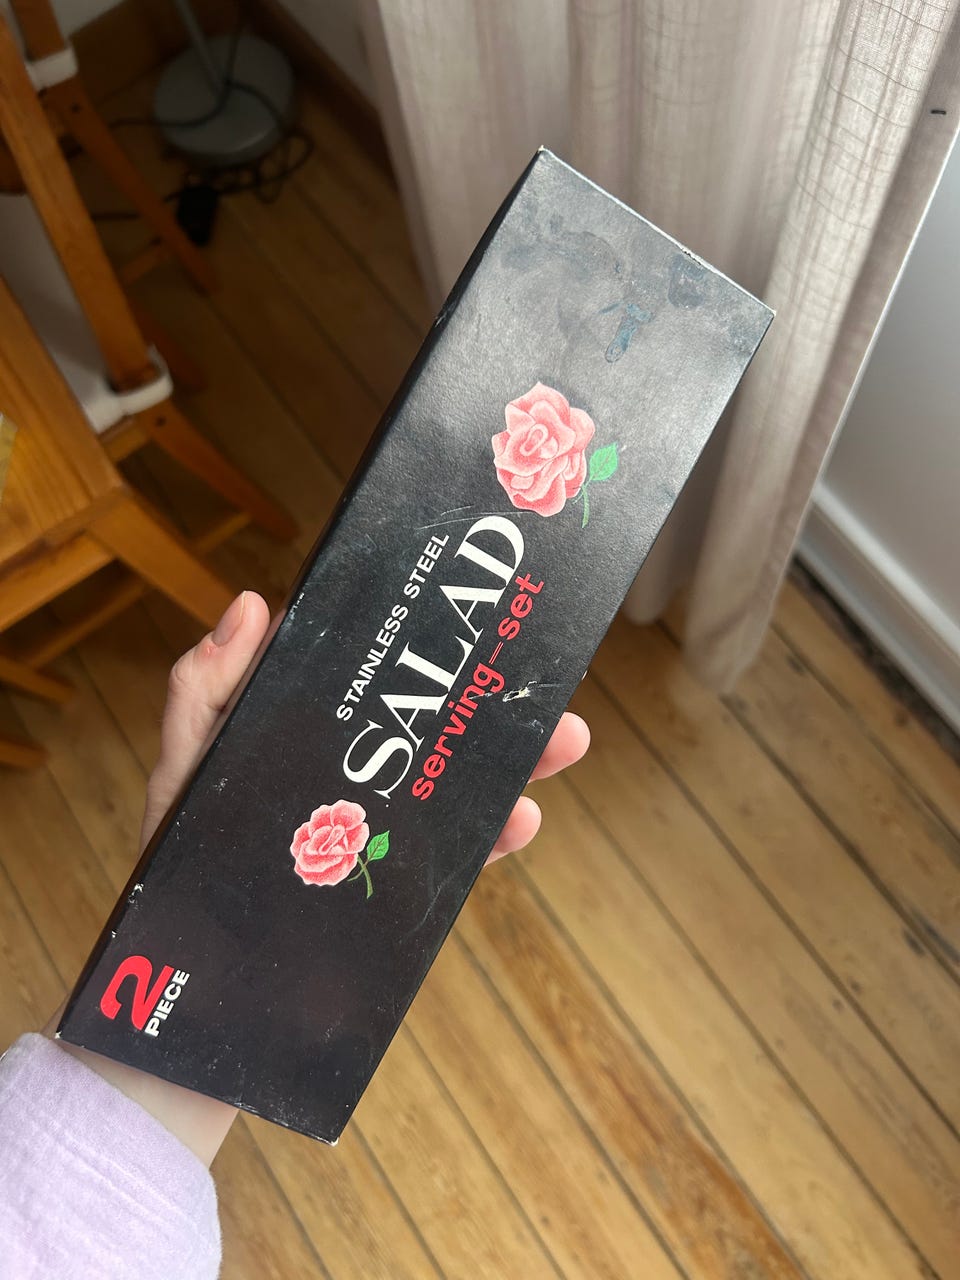 STAINLESS STEEL
SALAD
serving-set
2
PIECE